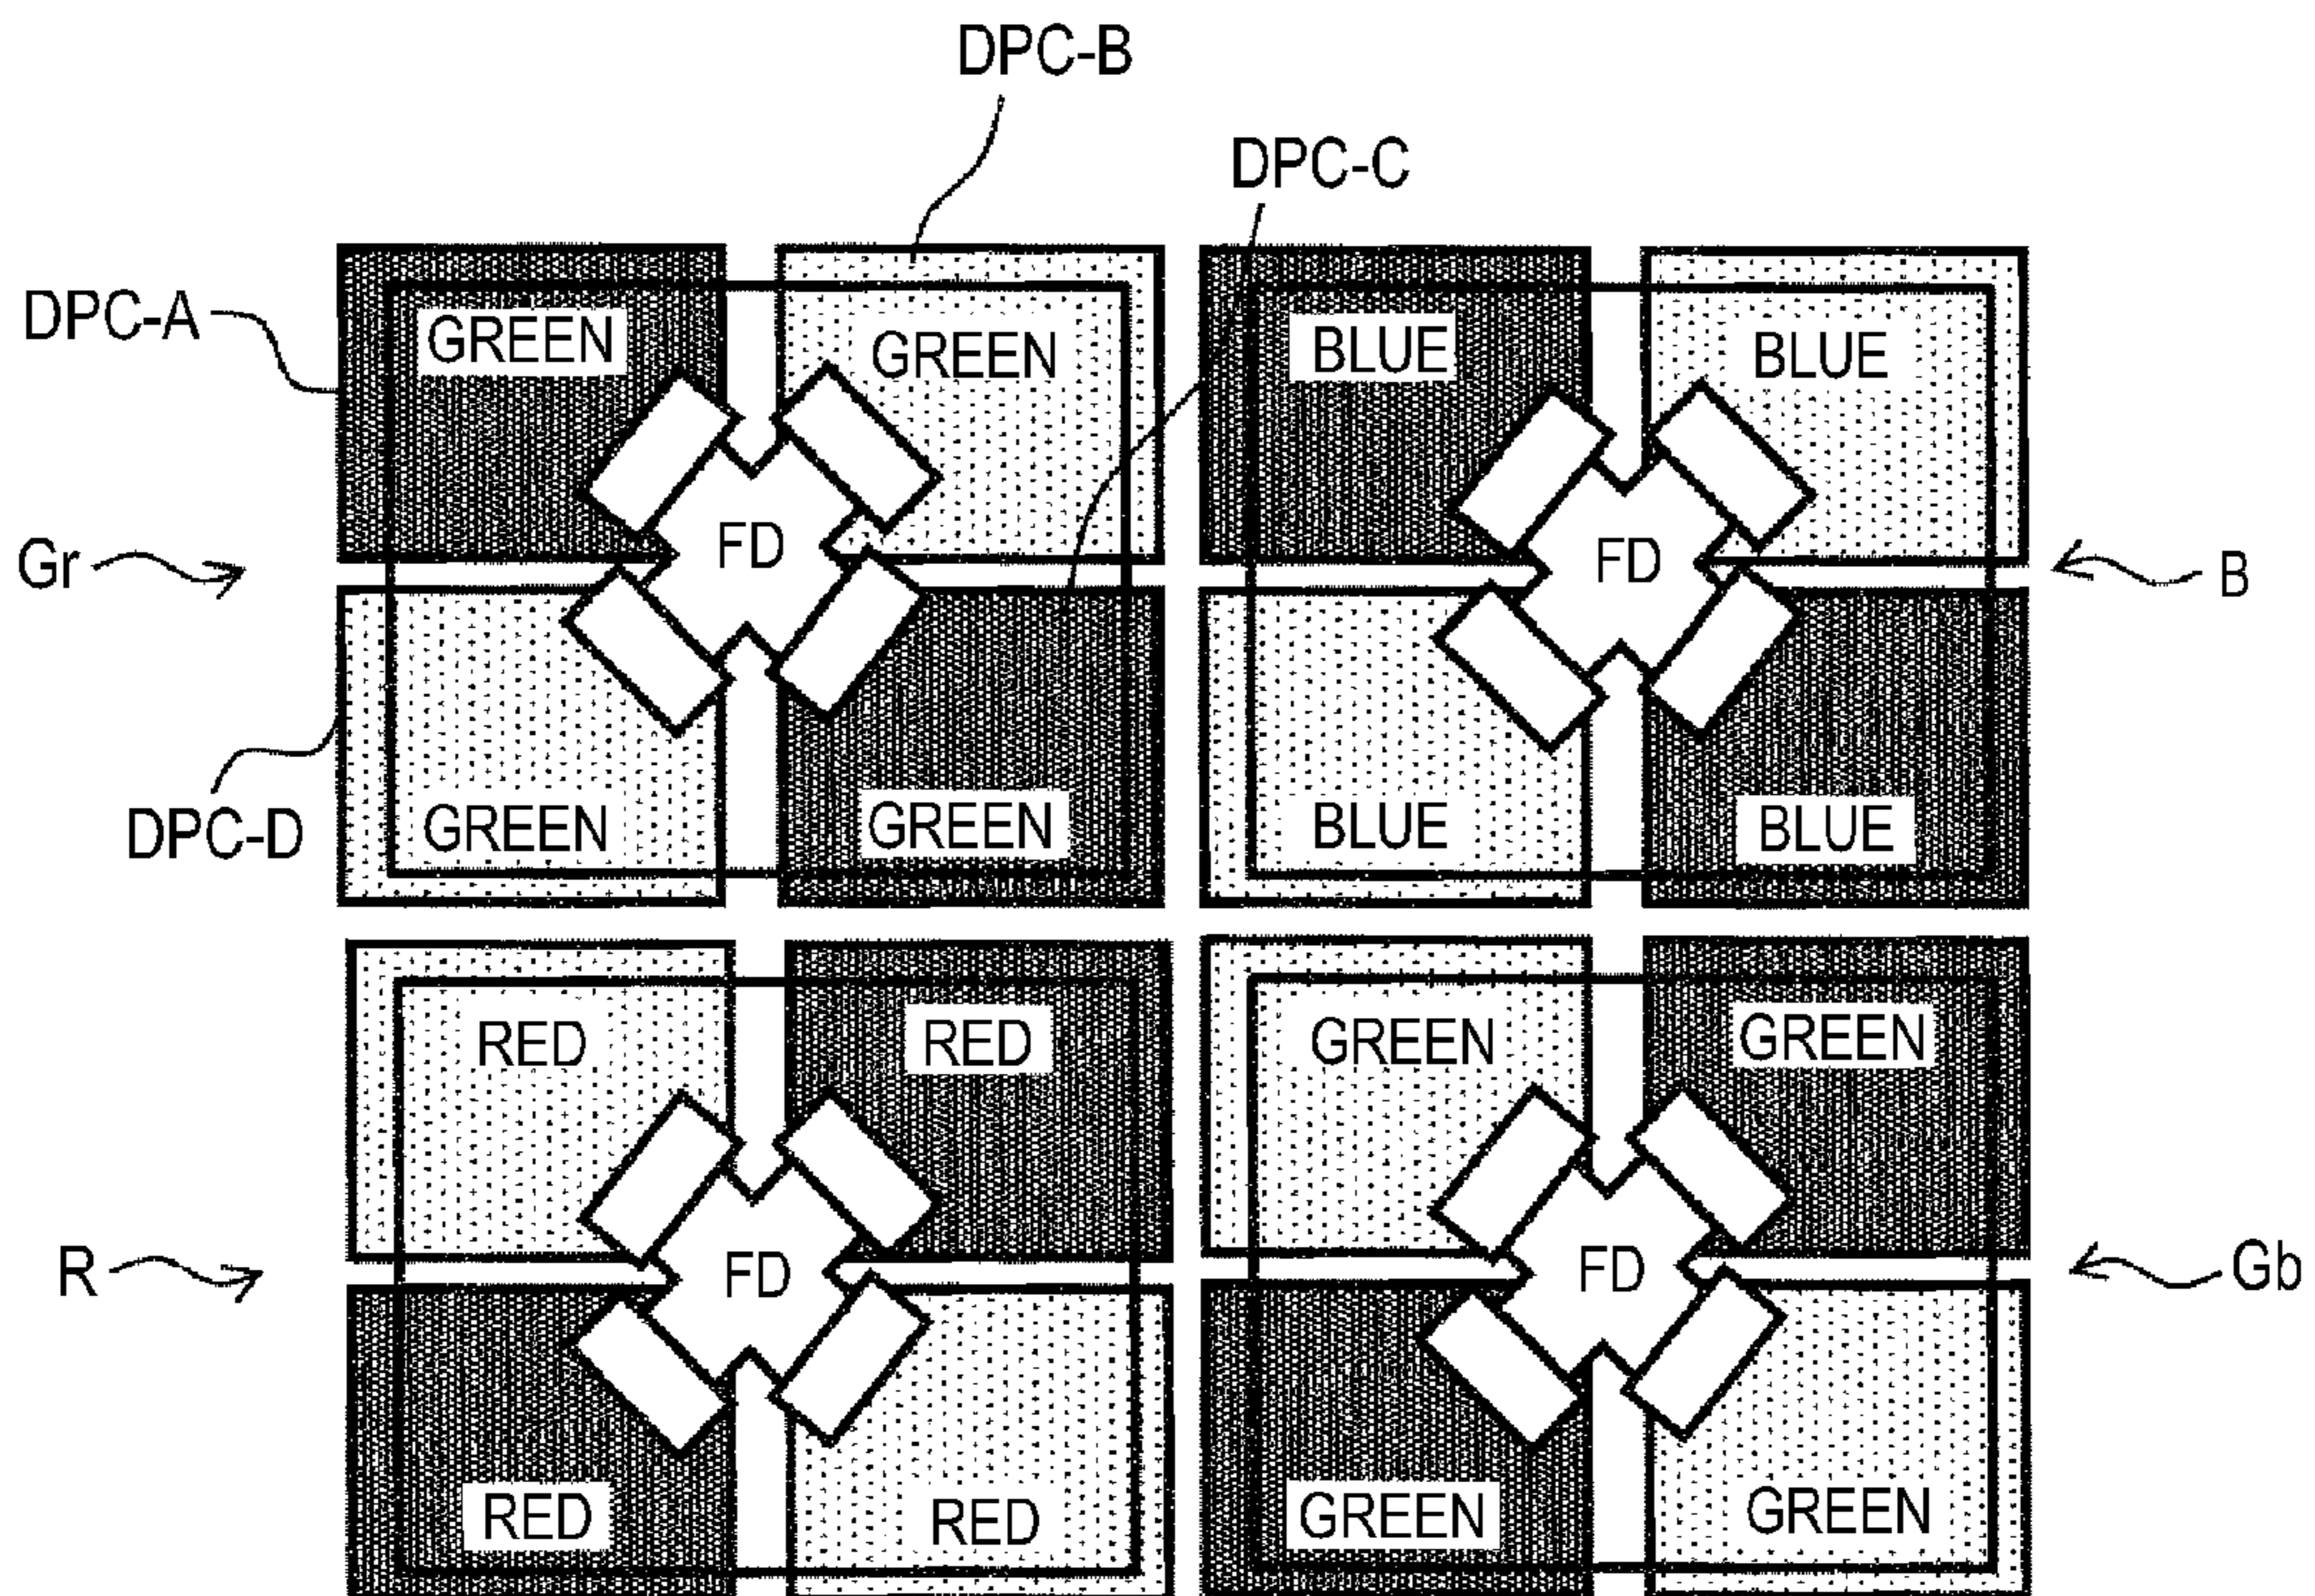 DPC-B
DPC-C
DPC-A
GREEN
GREEN
BLUE
BLUE
Gr
FD
FD
B
DPC-D
GREEN
GREEN
BLUE
BLUE
RED
RED
GREEN
GREEN
R
FD
FD
Gb
RED
RED
GREEN
GREEN